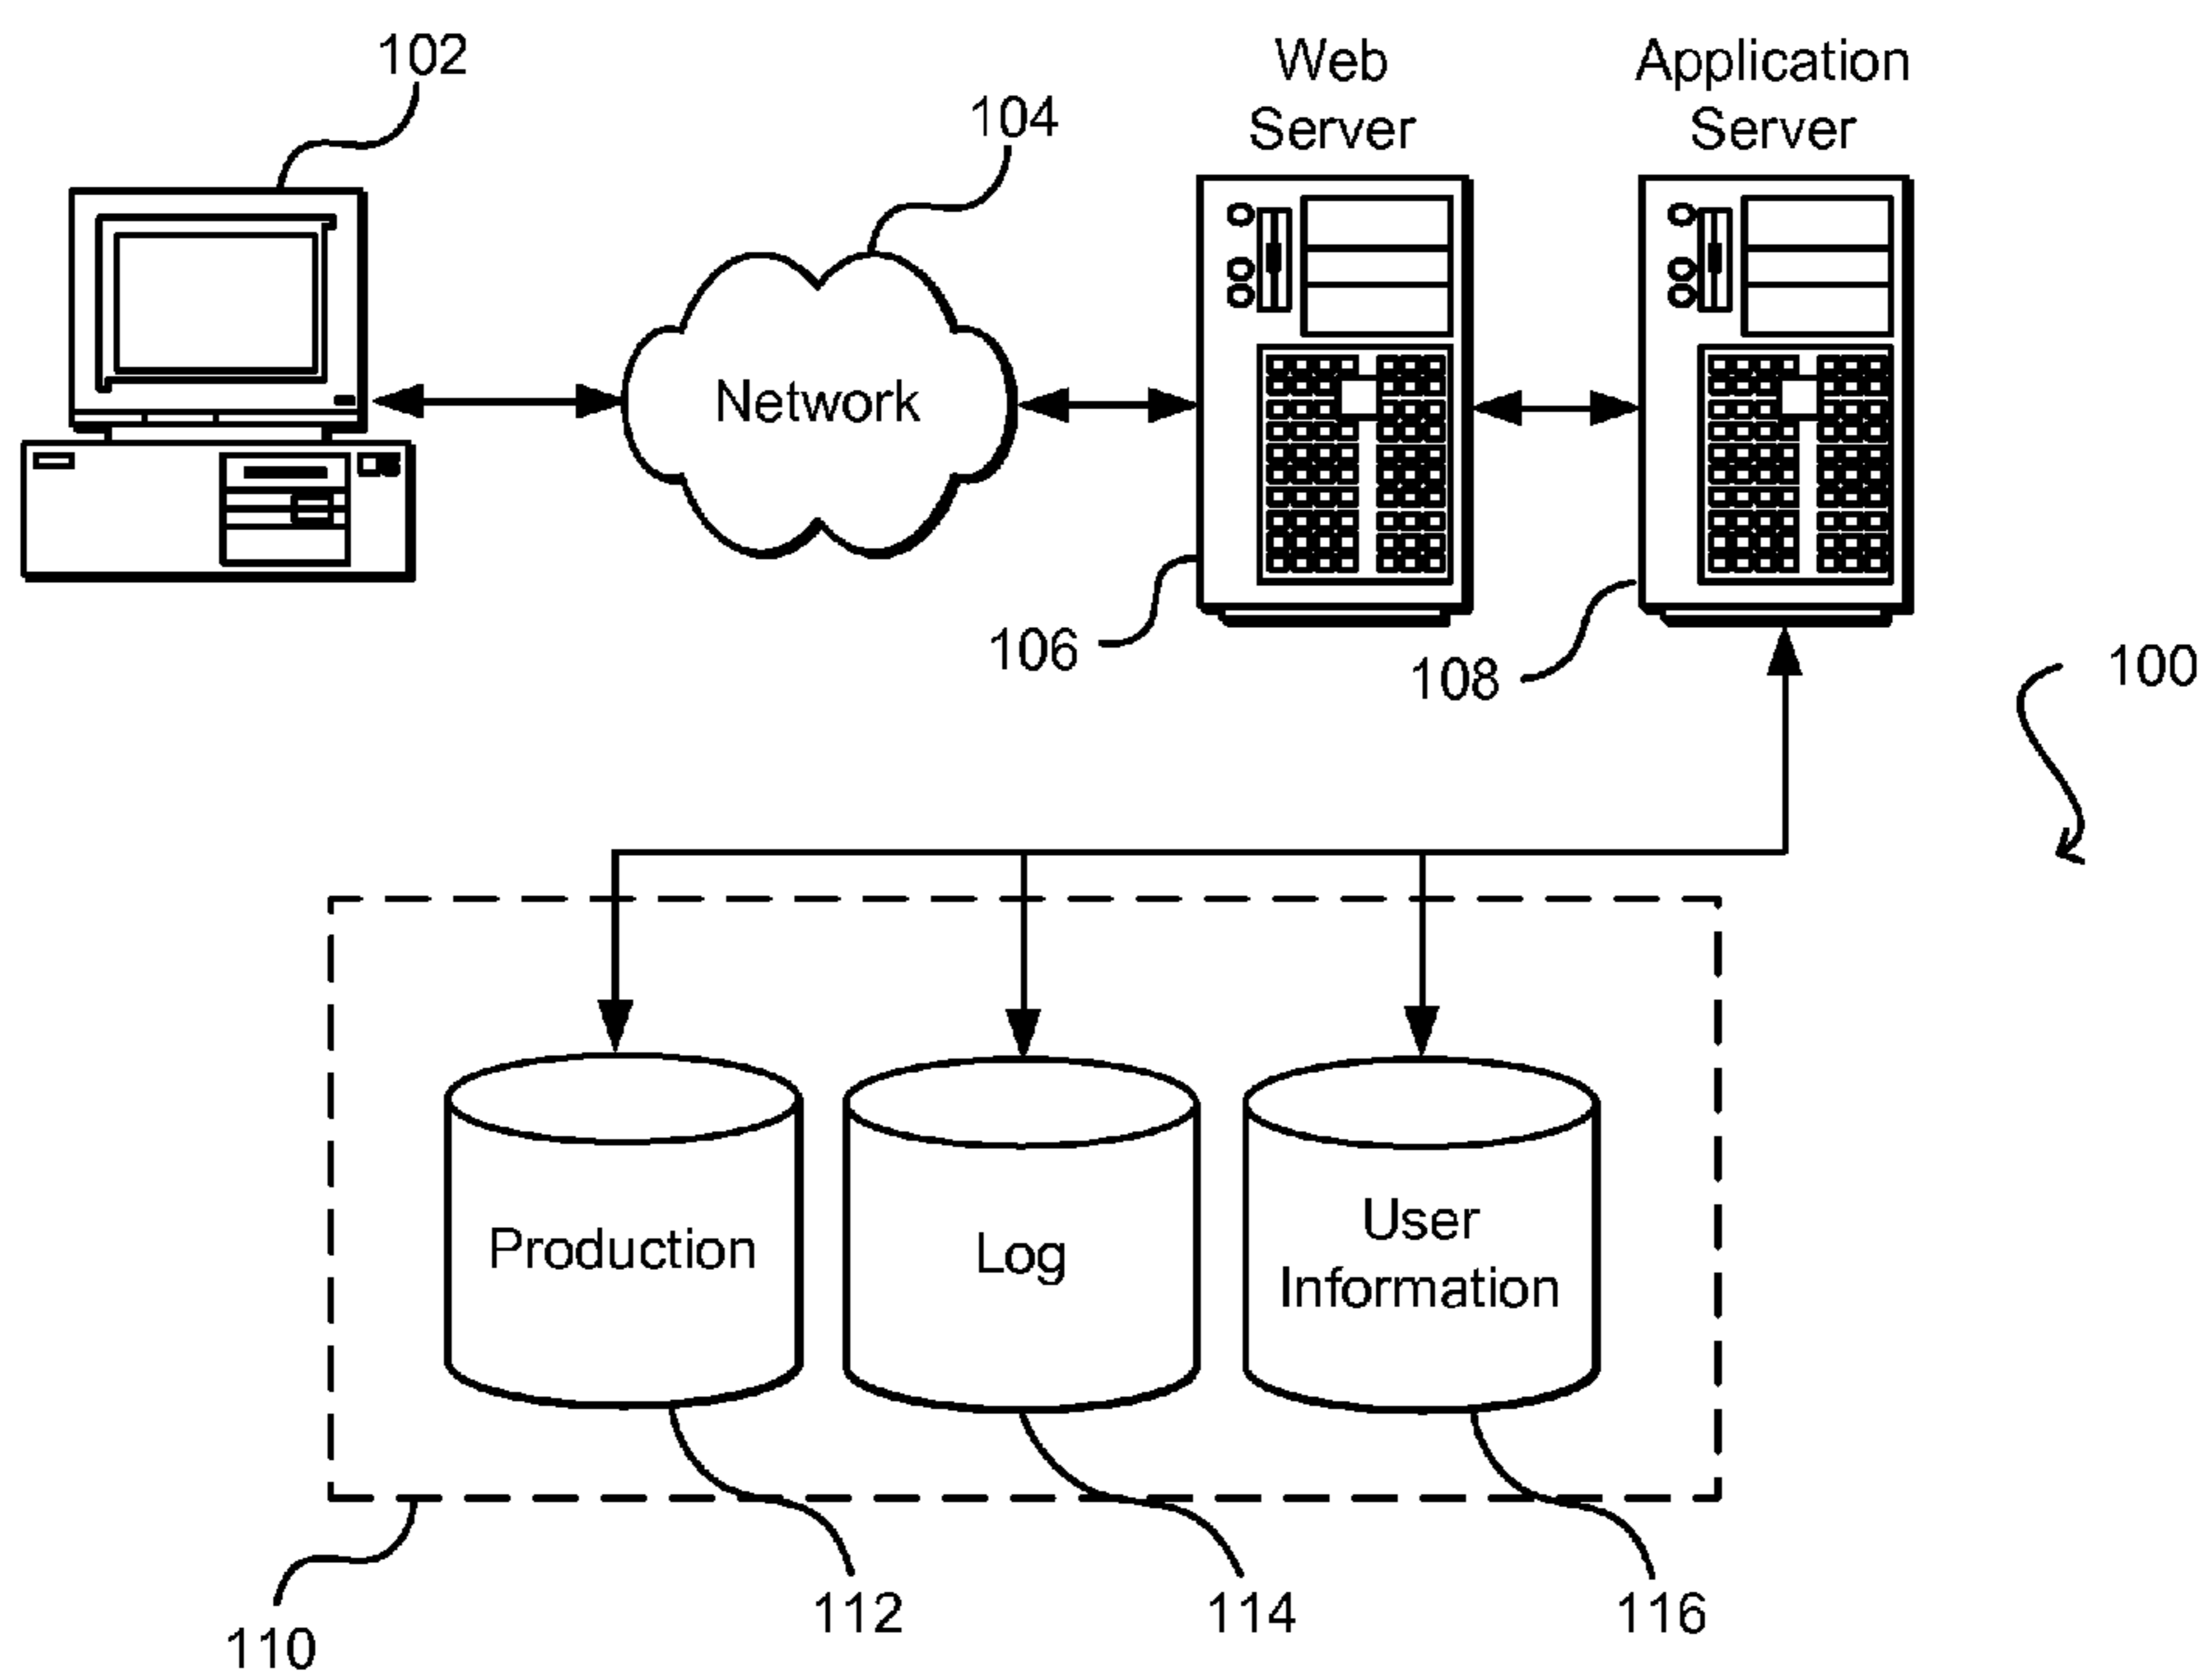 102
104
Web
Server
Application
Server
Network
106
108
100
Production
Log
User
Information
110
112
114
116